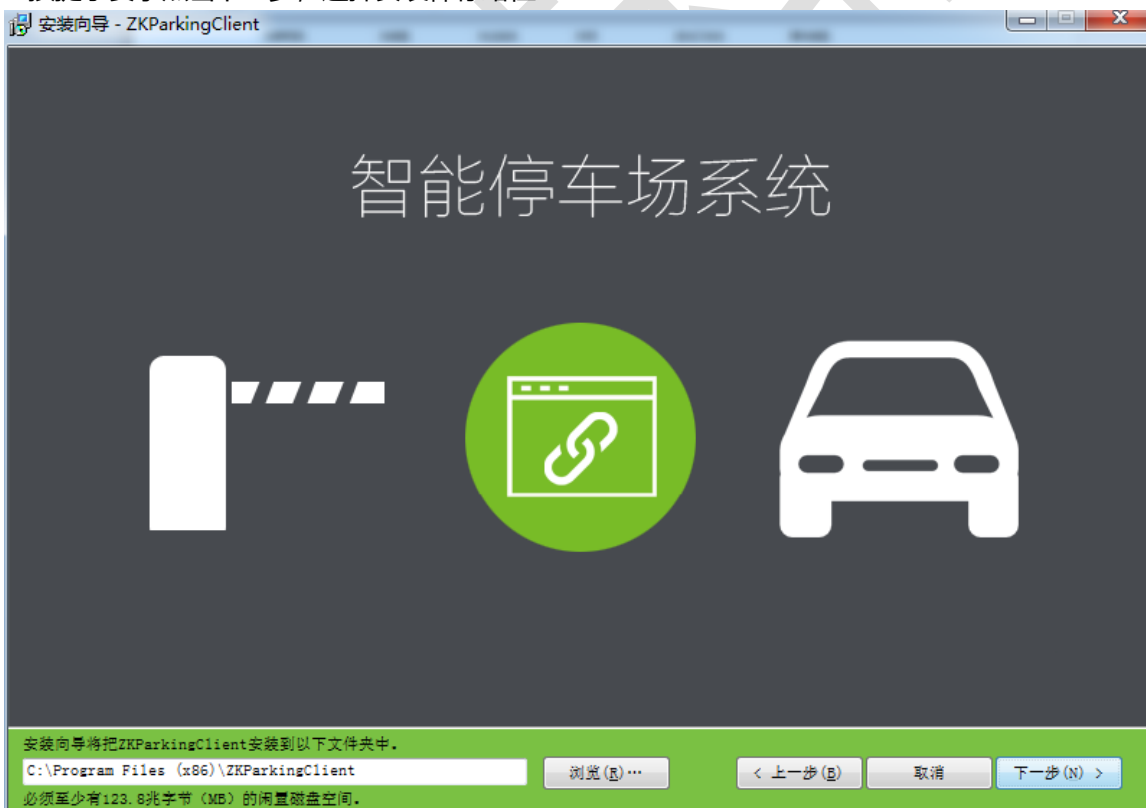 安装向导 - ZKParkingClient
智能停车场系统
安装向导将把ZKParkingClient安装到以下文件夹中。
C:\Program Files (x86)\ZKParkingClient
浏览(R)…
< 上一步(B)
取消
下一步(N) >
必须至少有123.8兆字节（MB）的闲置磁盘空间。